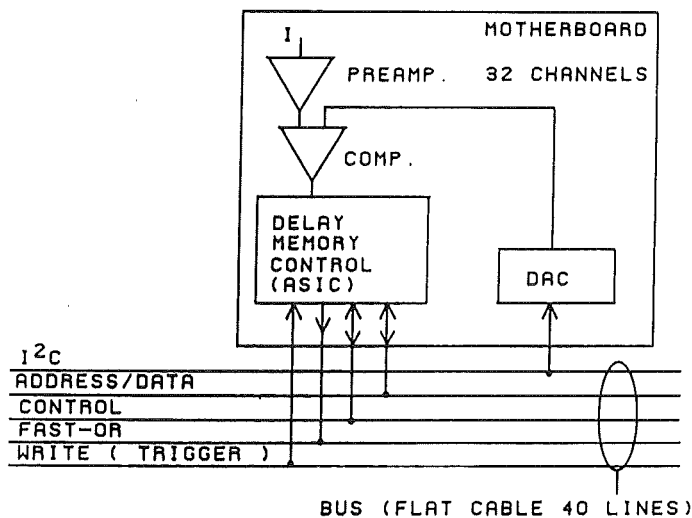 MOTHERBOARD
I
PREAMP. 32 CHANNELS
COMP.
DELAY
MEMORY
CONTROL
(ASIC)
DAC
I²C
ADDRESS/DATA
CONTROL
FAST-OR
WRITE ( TRIGGER )
BUS (FLAT CABLE 40 LINES)